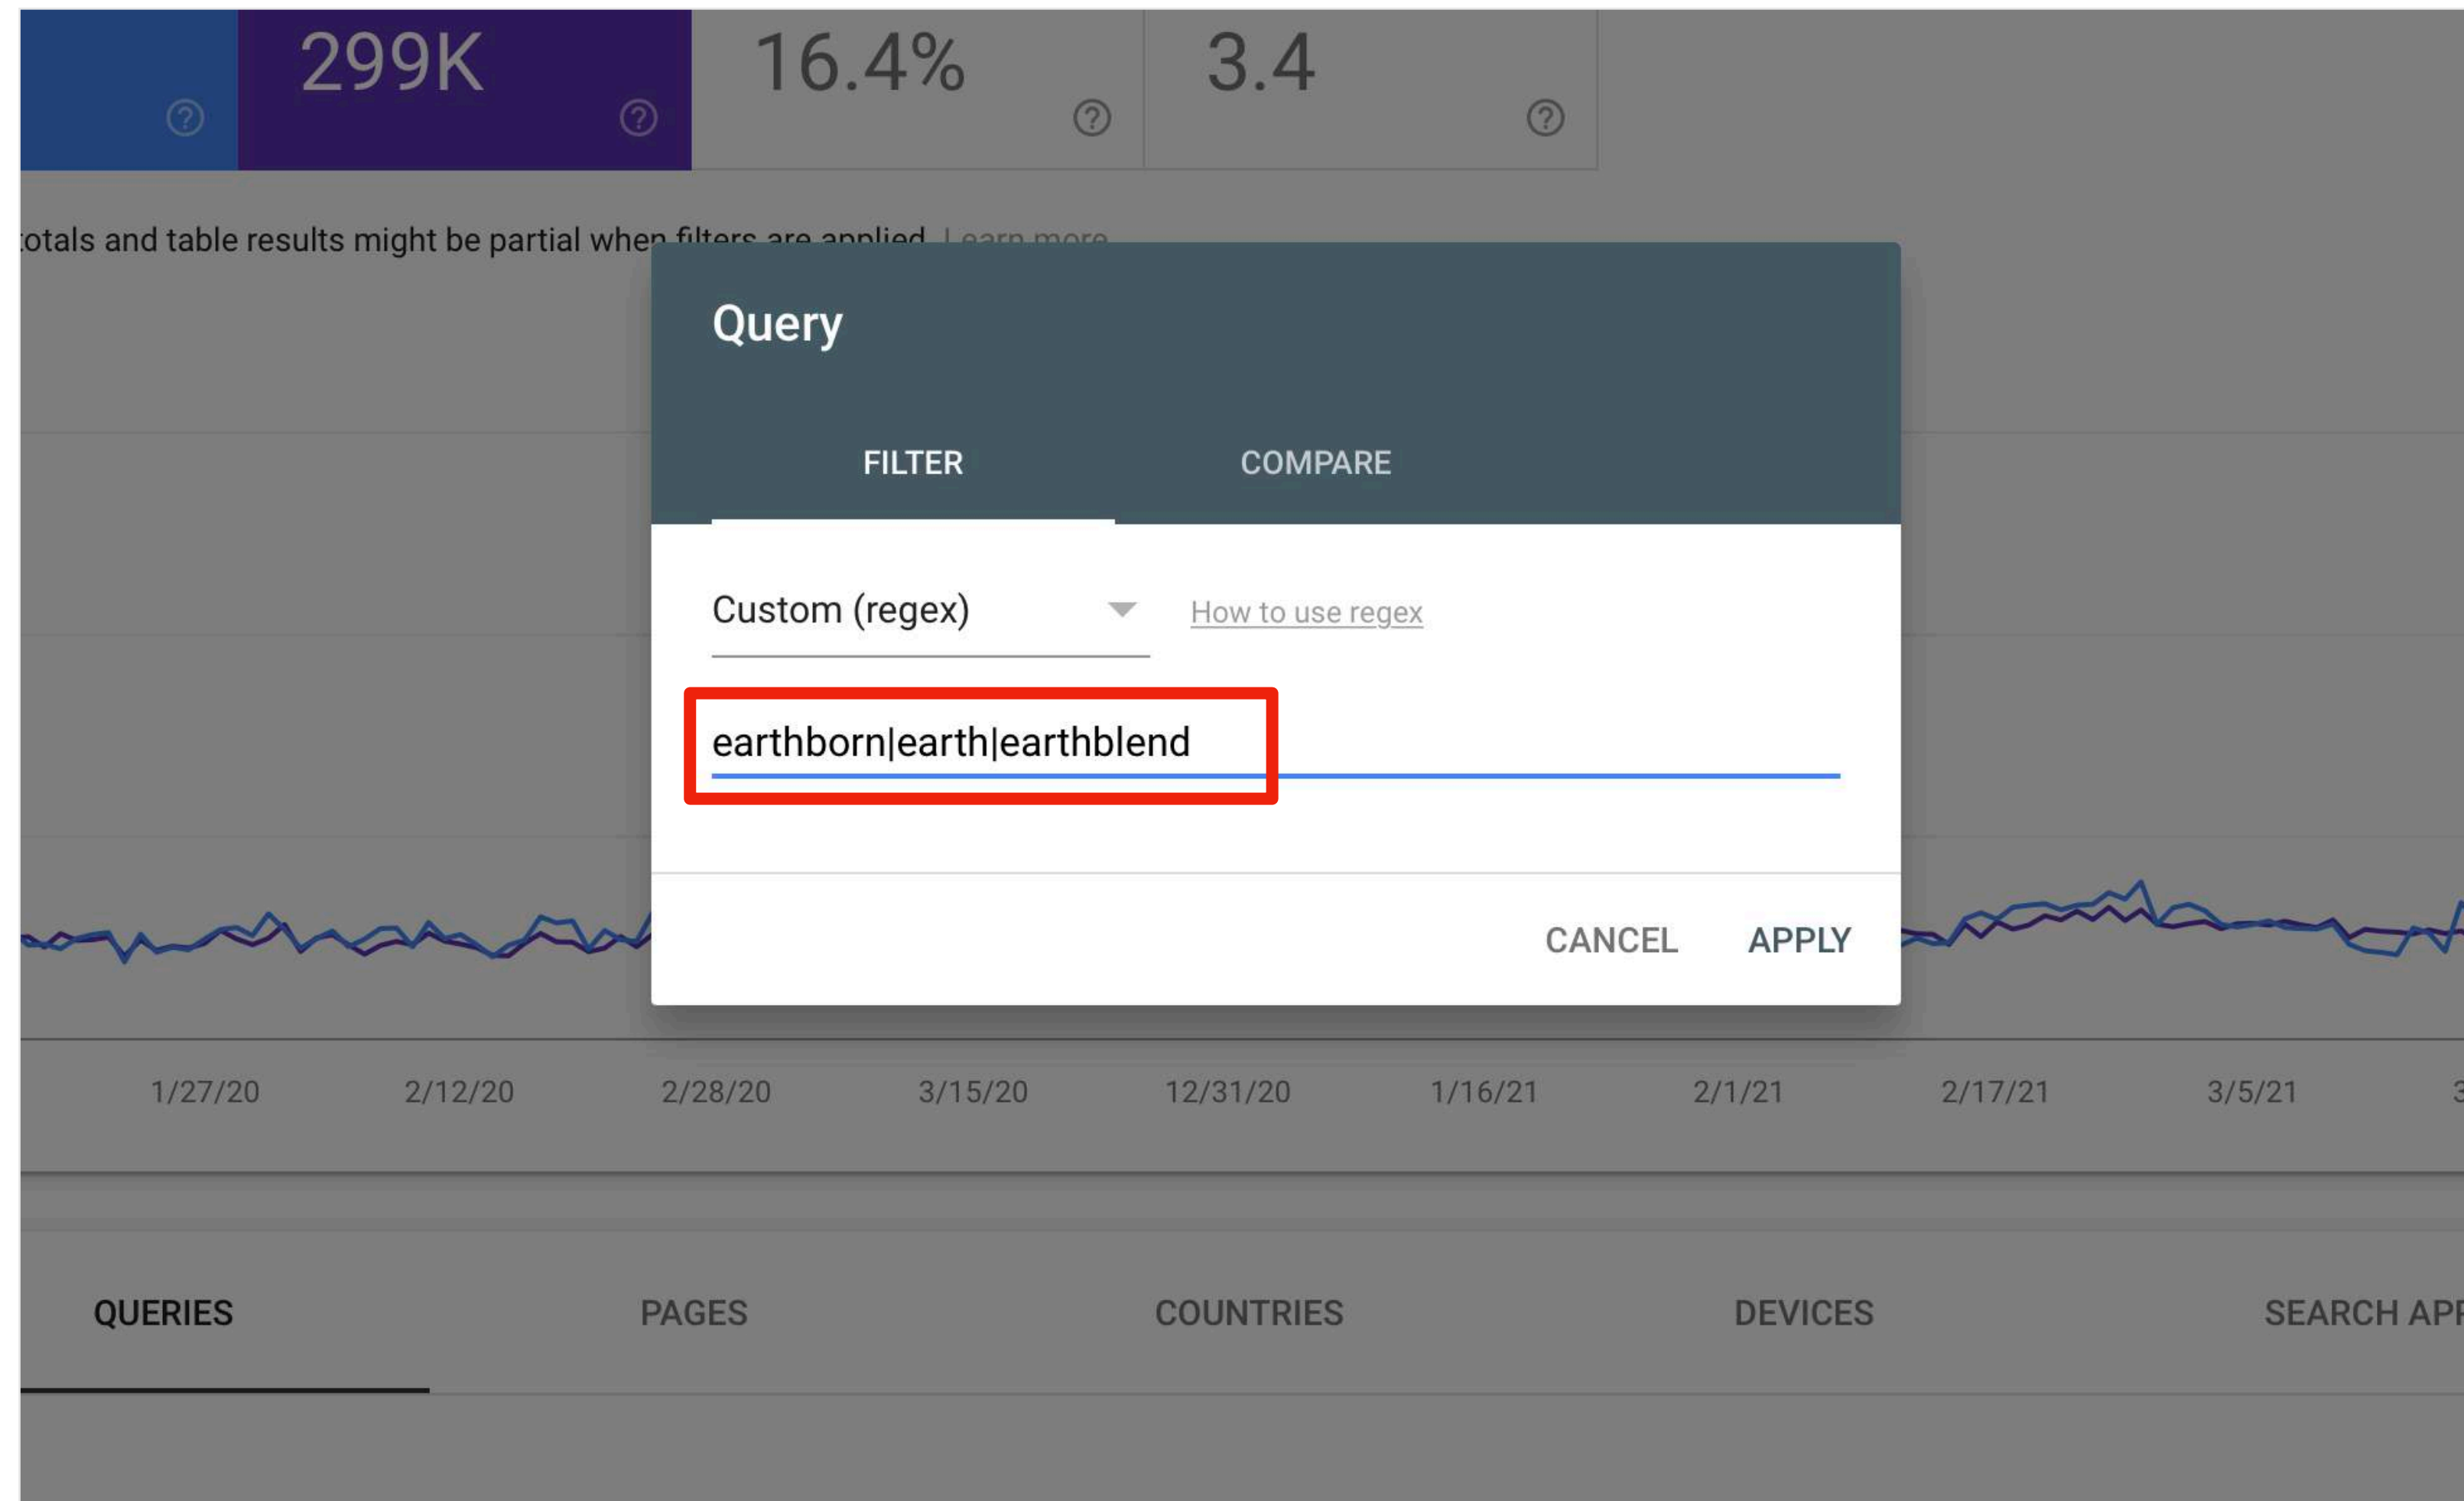 299K 16.4% 3.4
otals and table results might be partial when filters are applied. Learn more
Query
FILTER COMPARE
Custom (regex) How to use regex
earthborn|earth|earthblend
CANCEL APPLY
1/27/20 2/12/20 2/28/20 3/15/20 12/31/20 1/16/21 2/1/21 2/17/21 3/5/21 3
QUERIES PAGES COUNTRIES DEVICES SEARCH APP